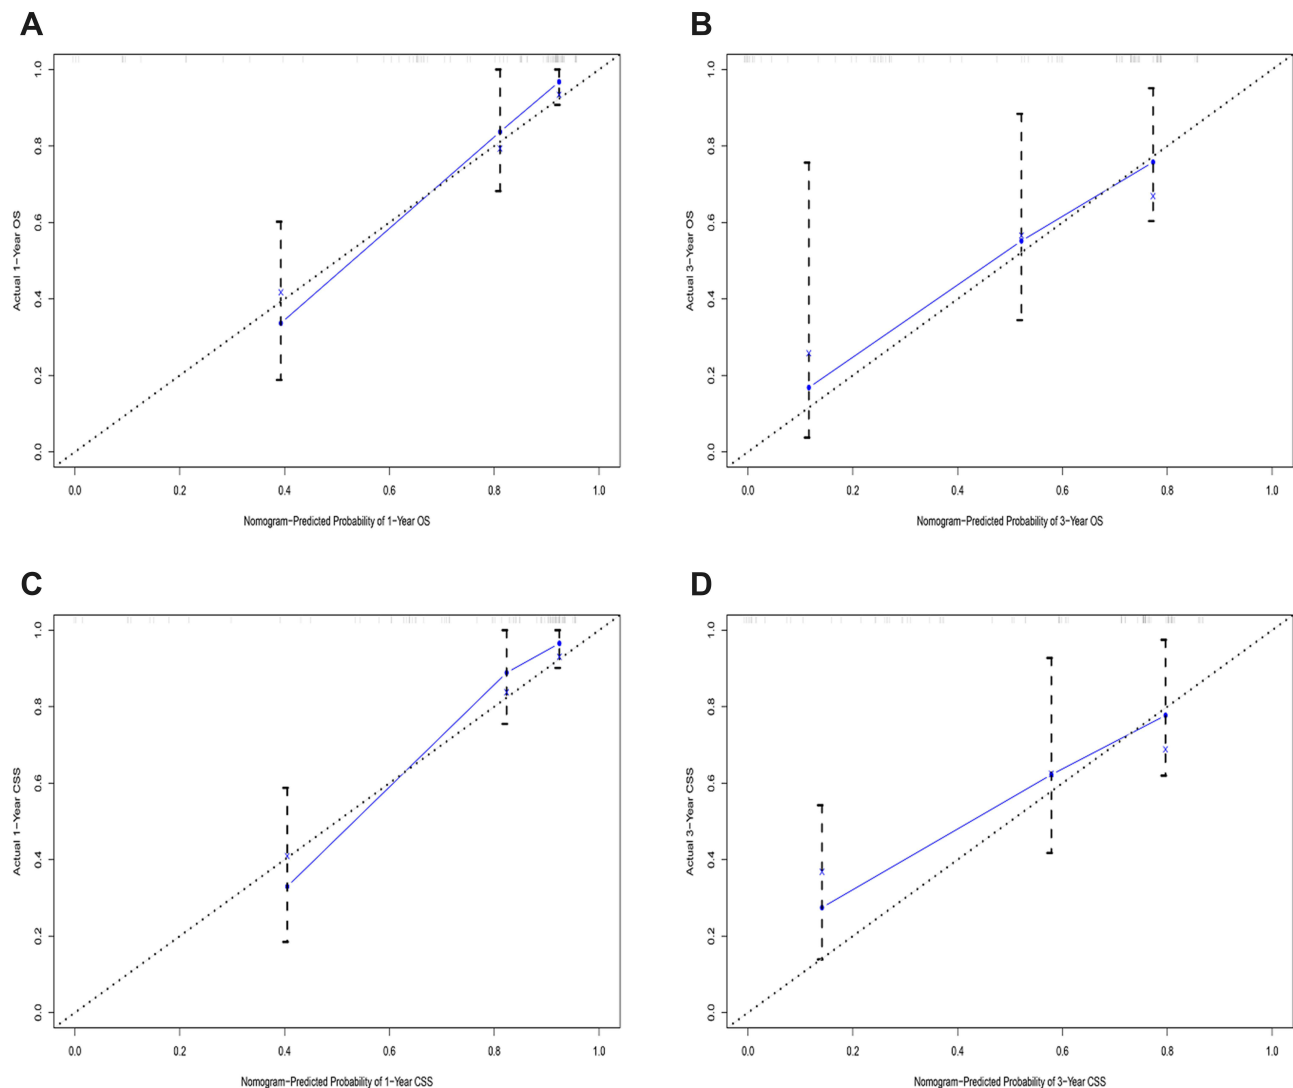 A
B
1.0
0.8
0.6
0.4
0.2
0.0
Actual 1−Year OS
0.0 0.2 0.4 0.6 0.8 1.0
Nomogram−Predicted Probability of 1−Year OS
1.0
0.8
0.6
0.4
0.2
0.0
Actual 3−Year OS
0.0 0.2 0.4 0.6 0.8 1.0
Nomogram−Predicted Probability of 3−Year OS
C
D
1.0
0.8
0.6
0.4
0.2
0.0
Actual 1−Year CSS
0.0 0.2 0.4 0.6 0.8 1.0
Nomogram−Predicted Probability of 1−Year CSS
1.0
0.8
0.6
0.4
0.2
0.0
Actual 3−Year CSS
0.0 0.2 0.4 0.6 0.8 1.0
Nomogram−Predicted Probability of 3−Year CSS